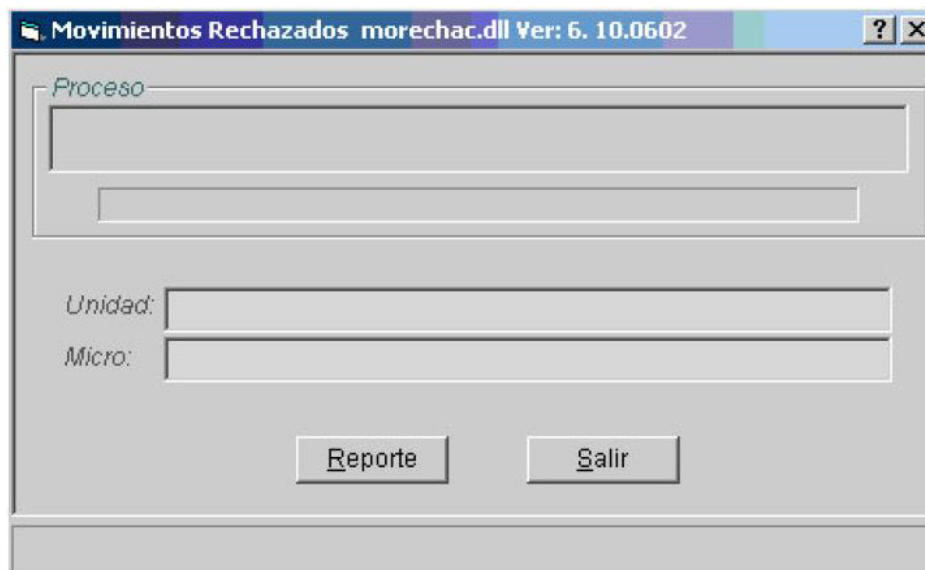 Movimientos Rechazados morechac.dll Ver: 6. 10.0602
Proceso
Unidad:
Micro:
Reporte Salir